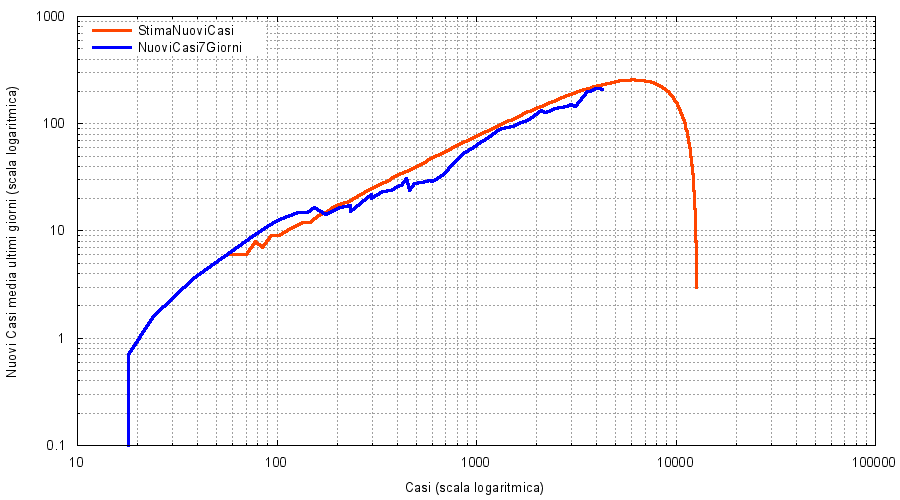 1000
StimaNuoviCasi
NuoviCasi7Giorni
100
10
1
0.1
10 100 1000 10000 100000
Nuovi Casi media ultimi giorni (scala logaritmica)
Casi (scala logaritmica)